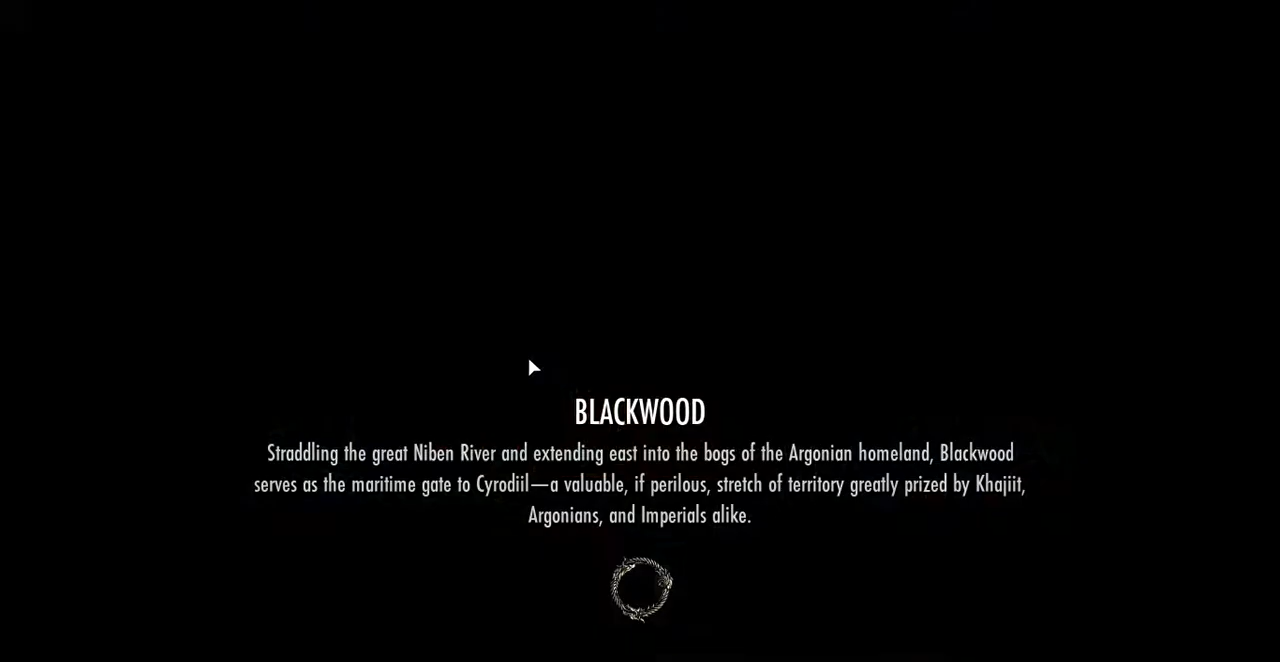 BLACKWOOD
Straddling the great Niben River and extending east into the bogs of the Argonian homeland, Blackwood
serves as the maritime gate to Cyrodiil—a valuable, if perilous, stretch of territory greatly prized by Khajiit,
Argonians, and Imperials alike.